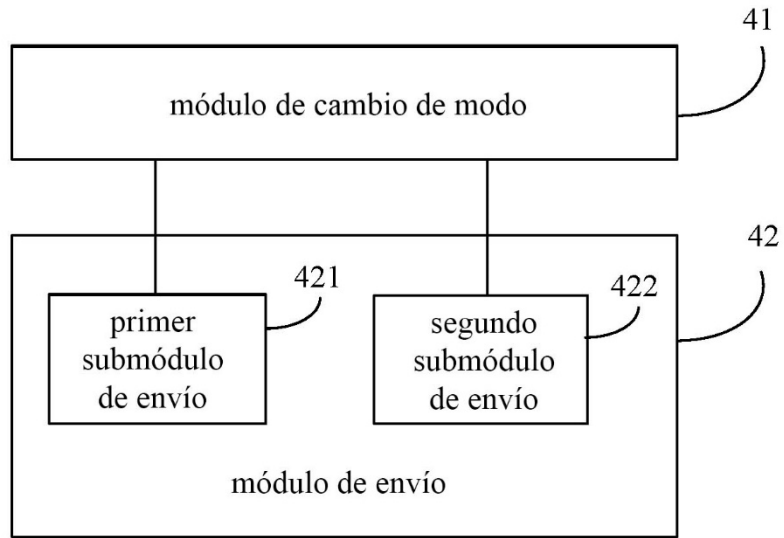 41
módulo de cambio de modo
42
421
422
primer
submódulo
de envío
segundo
submódulo
de envío
módulo de envío